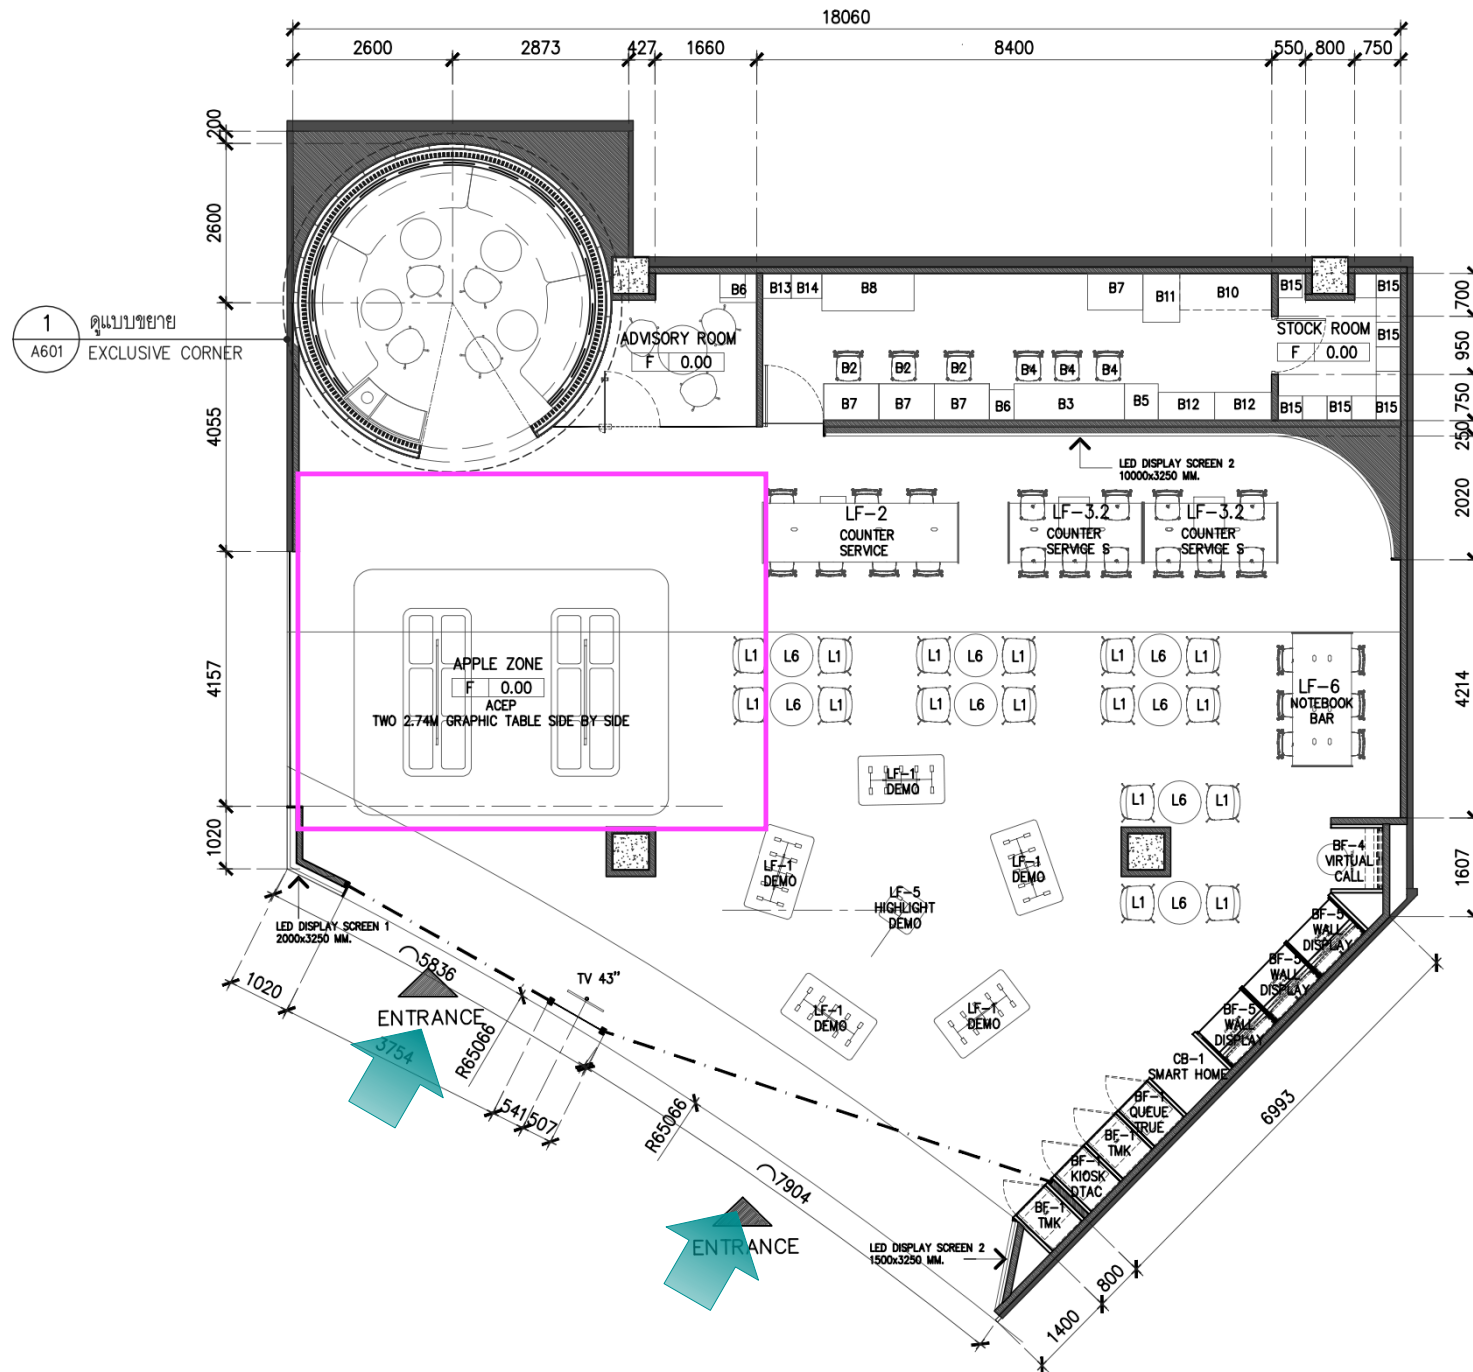 18060
2600
2873
427
1660
8400
550
800
750
200
2600
4055
4157
1020
1
A601
ดูแบบขยาย
EXCLUSIVE CORNER
B6
B13
B14
B8
B7
B11
B10
B15
B15
ADVISORY ROOM
F 0.00
STOCK ROOM
F 0.00
B15
B2
B2
B2
B4
B4
B4
B7
B7
B7
B6
B3
B5
B12
B12
B15
B15
B15
700
950
750
250
2020
4214
1607
LED DISPLAY SCREEN 2
10000x3250 MM.
LF-2
COUNTER
SERVICE
LF-3.2
COUNTER
SERVICE S
LF-3.2
COUNTER
SERVICE S
APPLE ZONE
F 0.00
ACEP
TWO 2.74M GRAPHIC TABLE SIDE BY SIDE
L1 L6 L1
L1 L6 L1
L1 L6 L1
L1 L6 L1
L1 L6 L1
L1 L6 L1
LF-6
NOTEBOOK
BAR
LF-1
DEMO
L1 L6 L1
LF-1
DEMO
LF-1
DEMO
LF-5
HIGHLIGHT
DEMO
BF-4
VIRTUAL
CALL
L1 L6 L1
LED DISPLAY SCREEN 1
2000x3250 MM.
BF-5
WALL
DISPLAY
BF-5
WALL
DISPLAY
BF-5
WALL
DISPLAY
1020
5836
TV 43"
ENTRANCE
3754
R65066
541
507
LF-1
DEMO
LF-1
DEMO
CB-1
SMART HOME
BF-1
QUEUE
TRUE
BF-1
TMK
BF-1
KIOSK
DTAC
BF-1
TMK
6993
R65066
7904
ENTRANCE
LED DISPLAY SCREEN 2
1500x3250 MM.
800
1400